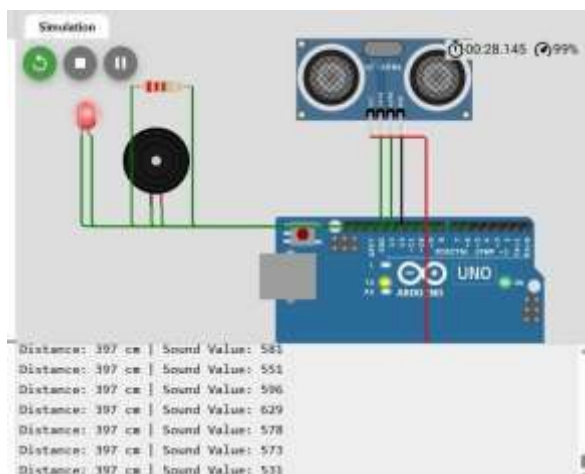 Simulation
00:28.145 99%
UNO
ARDUINO
Distance: 397 cm | Sound Value: 581
Distance: 397 cm | Sound Value: 551
Distance: 397 cm | Sound Value: 596
Distance: 397 cm | Sound Value: 629
Distance: 397 cm | Sound Value: 578
Distance: 397 cm | Sound Value: 573
Distance: 397 cm | Sound Value: 531